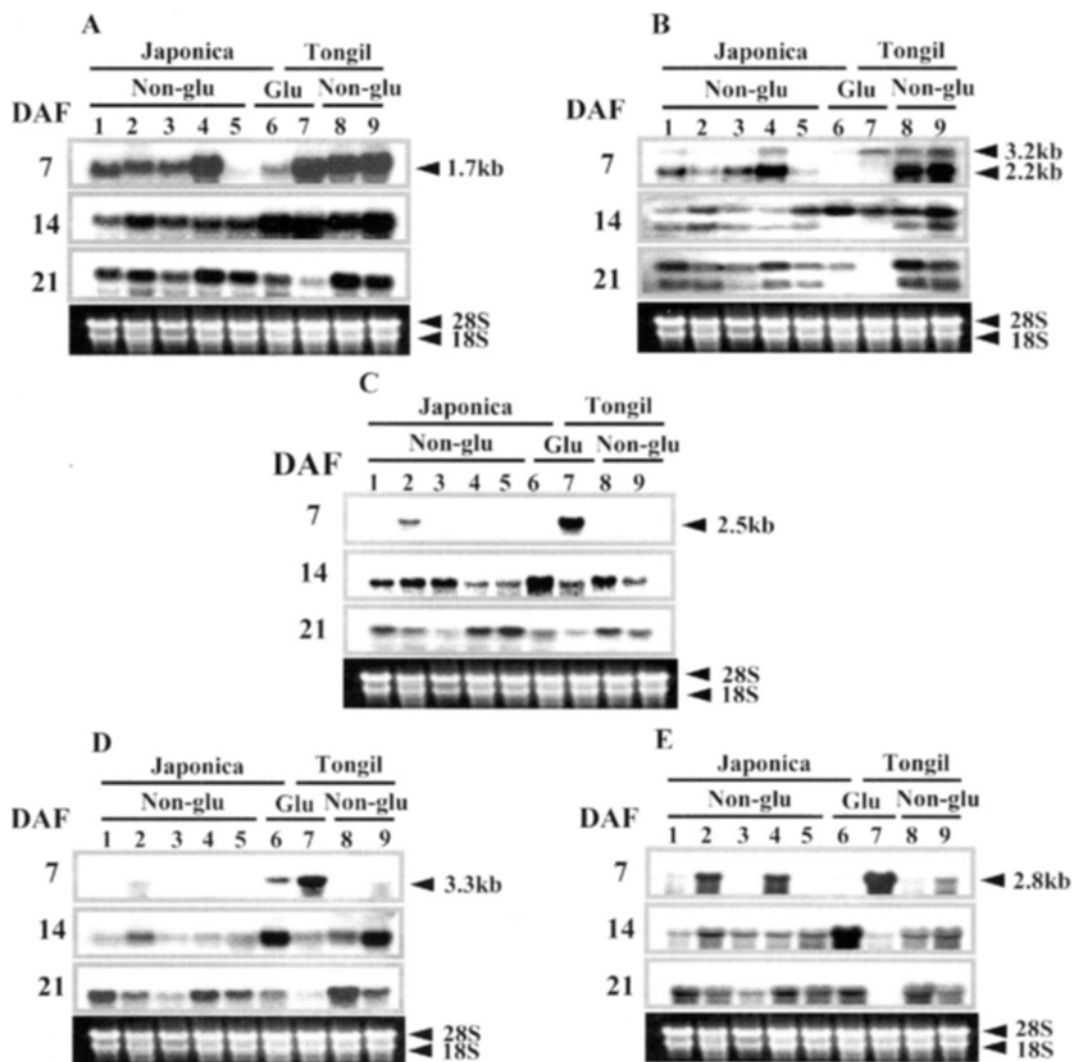 A
Japonica Tongil
Non-glu Glu Non-glu
DAF
1 2 3 4 5 6 7 8 9
7 1.7kb
14
21
28S
18S
B
Japonica Tongil
Non-glu Glu Non-glu
DAF
1 2 3 4 5 6 7 8 9
7 3.2kb
2.2kb
14
21
28S
18S
C
Japonica Tongil
Non-glu Glu Non-glu
DAF
1 2 3 4 5 6 7 8 9
7 2.5kb
14
21
28S
18S
D
Japonica Tongil
Non-glu Glu Non-glu
DAF
1 2 3 4 5 6 7 8 9
7 3.3kb
14
21
28S
18S
E
Japonica Tongil
Non-glu Glu Non-glu
DAF
1 2 3 4 5 6 7 8 9
7 2.8kb
14
21
28S
18S